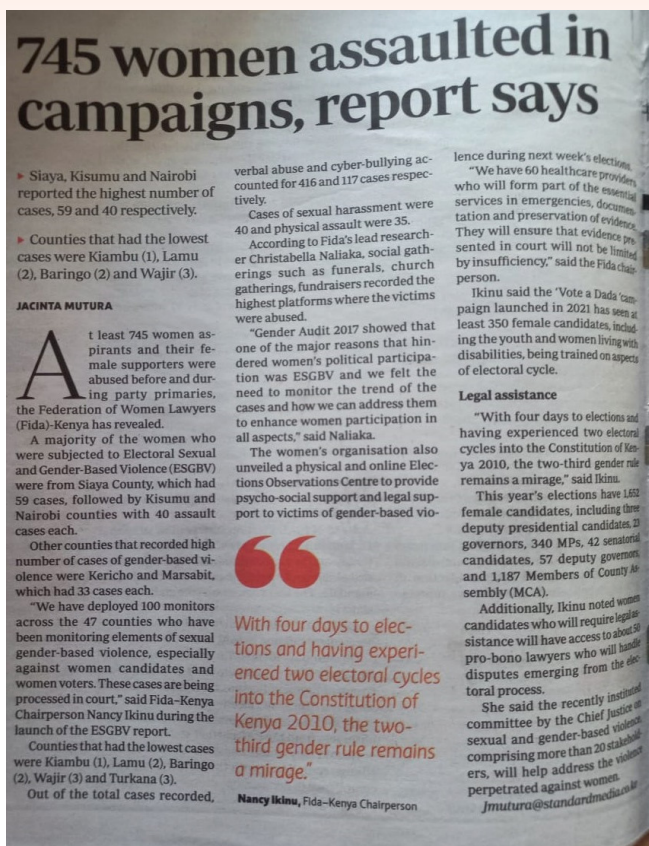 745 women assaulted in
campaigns, report says
▸ Siaya, Kisumu and Nairobi
reported the highest number of
cases, 59 and 40 respectively.
▸ Counties that had the lowest
cases were Kiambu (1), Lamu
(2), Baringo (2) and Wajir (3).
JACINTA MUTURA
At least 745 women as-
pirants and their fe-
male supporters were
abused before and dur-
ing party primaries,
the Federation of Women Lawyers
(Fida)-Kenya has revealed.
A majority of the women who
were subjected to Electoral Sexual
and Gender-Based Violence (ESGBV)
were from Siaya County, which had
59 cases, followed by Kisumu and
Nairobi counties with 40 assault
cases each.
Other counties that recorded high
number of cases of gender-based vi-
olence were Kericho and Marsabit,
which had 33 cases each.
"We have deployed 100 monitors
across the 47 counties who have
been monitoring elements of sexual
gender-based violence, especially
against women candidates and
women voters. These cases are being
processed in court," said Fida-Kenya
Chairperson Nancy Ikinu during the
launch of the ESGBV report.
Counties that had the lowest cases
were Kiambu (1), Lamu (2), Baringo
(2), Wajir (3) and Turkana (3).
Out of the total cases recorded,
verbal abuse and cyber-bullying ac-
counted for 416 and 117 cases respec-
tively.
Cases of sexual harassment were
40 and physical assault were 35.
According to Fida's lead research-
er Christabella Naliaka, social gath-
erings such as funerals, church
gatherings, fundraisers recorded the
highest platforms where the victims
were abused.
"Gender Audit 2017 showed that
one of the major reasons that hin-
dered women's political participa-
tion was ESGBV and we felt the
need to monitor the trend of the
cases and how we can address them
to enhance women participation in
all aspects," said Naliaka.
The women's organisation also
unveiled a physical and online Elec-
tions Observations Centre to provide
psycho-social support and legal sup-
port to victims of gender-based vio-
“
With four days to elec-
tions and having experi-
enced two electoral cycles
into the Constitution of
Kenya 2010, the two-
third gender rule remains
a mirage."
Nancy Ikinu, Fida-Kenya Chairperson
lence during next week's elections.
"We have 60 healthcare providers
who will form part of the essential
services in emergencies, documen-
tation and preservation of evidence.
They will ensure that evidence pre-
sented in court will not be limited
by insufficiency," said the Fida chair-
person.
Ikinu said the 'Vote a Dada 'cam-
paign launched in 2021 has seen at
least 350 female candidates, includ-
ing the youth and women living with
disabilities, being trained on aspects
of electoral cycle.
Legal assistance
"With four days to elections and
having experienced two electoral
cycles into the Constitution of Ken-
ya 2010, the two-third gender rule
remains a mirage," said Ikinu.
This year's elections have 1,652
female candidates, including three
deputy presidential candidates, 23
governors, 340 MPs, 42 senatorial
candidates, 57 deputy governors,
and 1,187 Members of County As-
sembly (MCA).
Additionally, Ikinu noted women
candidates who will require legal as-
sistance will have access to about 50
pro-bono lawyers who will handle
disputes emerging from the elec-
toral process.
She said the recently instituted
committee by the Chief Justice on
sexual and gender-based violence,
comprising more than 20 stakehold-
ers, will help address the violence
perpetrated against women.
Jmutura@standardmedia.co.ke